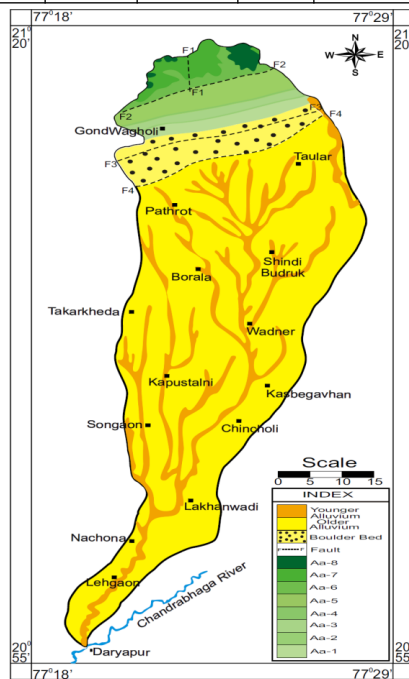 77°18'
77°29'
21°
20'
21°
20'
N
W E
S
F1
F2
F1
F2
F3
F4
GondWagholi
F3
F4
Taular
Pathrot
Shindi
Budruk
Borala
Takarkheda
Wadner
Kapustalni
Kasbegavhan
Songaon
Chincholi
Scale
0 5 10 15
INDEX
Younger
Alluvium
Older
Alluvium
Boulder Bed
Fault
Aa-8
Aa-7
Aa-6
Aa-5
Aa-4
Aa-3
Aa-2
Aa-1
Lakhanwadi
Nachona
Lehgaon
Chandrabhaga River
Daryapur
20°
55'
20°
55'
77°18'
77°29'